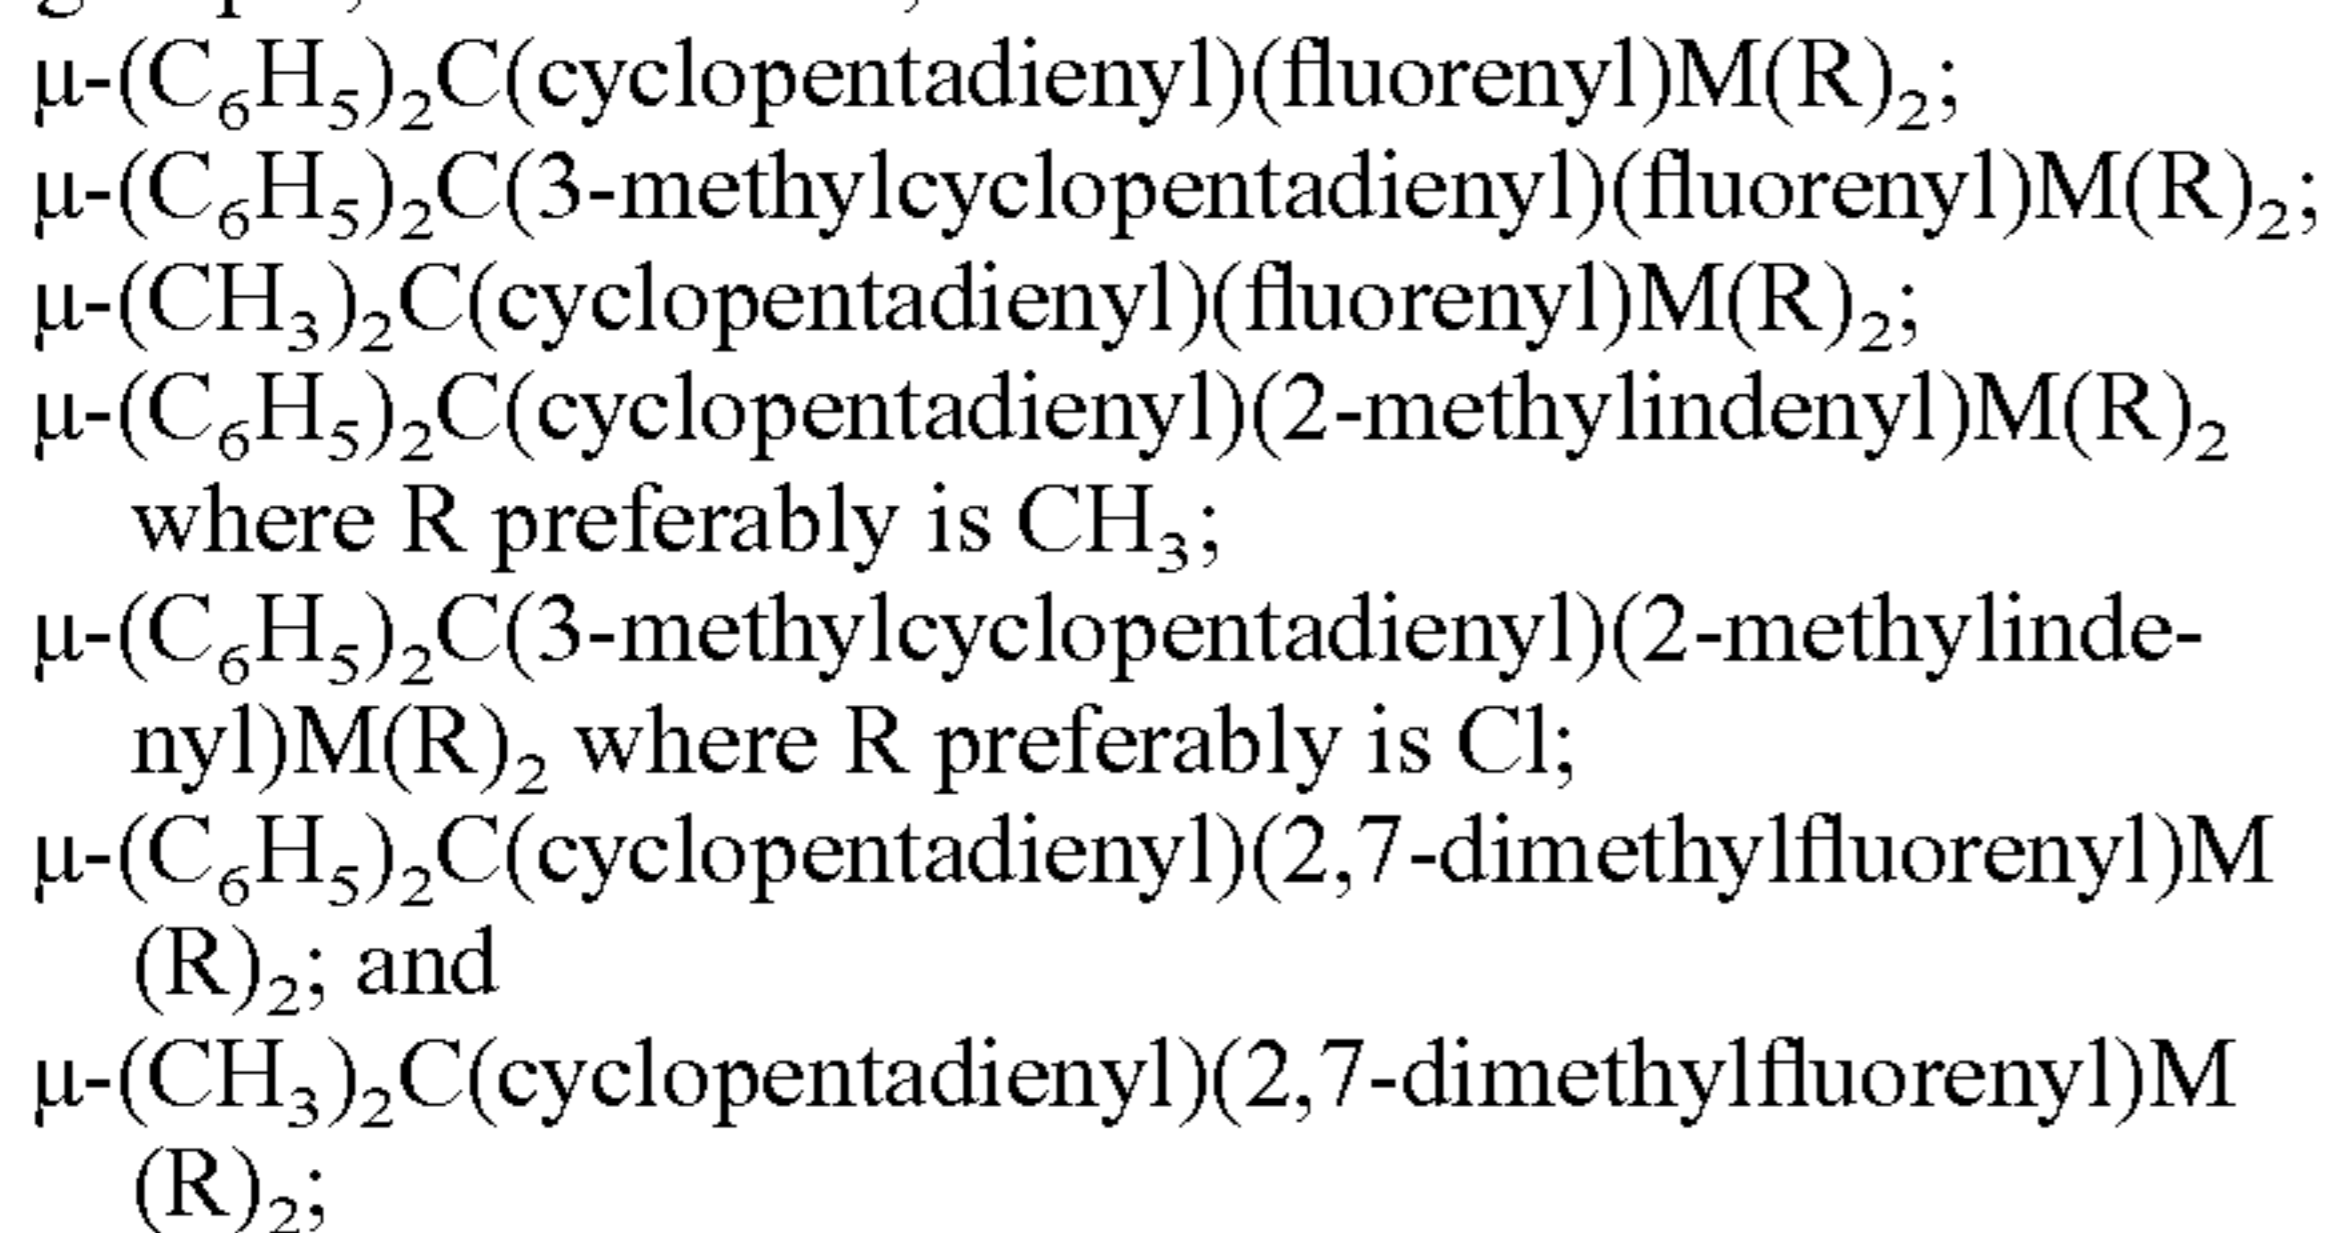 μ-(C₆H₅)₂C(cyclopentadienyl)(fluorenyl)M(R)₂;
μ-(C₆H₅)₂C(3-methylcyclopentadienyl)(fluorenyl)M(R)₂;
μ-(CH₃)₂C(cyclopentadienyl)(fluorenyl)M(R)₂;
μ-(C₆H₅)₂C(cyclopentadienyl)(2-methylindenyl)M(R)₂
where R preferably is CH₃;
μ-(C₆H₅)₂C(3-methylcyclopentadienyl)(2-methylinde-
nyl)M(R)₂ where R preferably is Cl;
μ-(C₆H₅)₂C(cyclopentadienyl)(2,7-dimethylfluorenyl)M
(R)₂; and
μ-(CH₃)₂C(cyclopentadienyl)(2,7-dimethylfluorenyl)M
(R)₂;